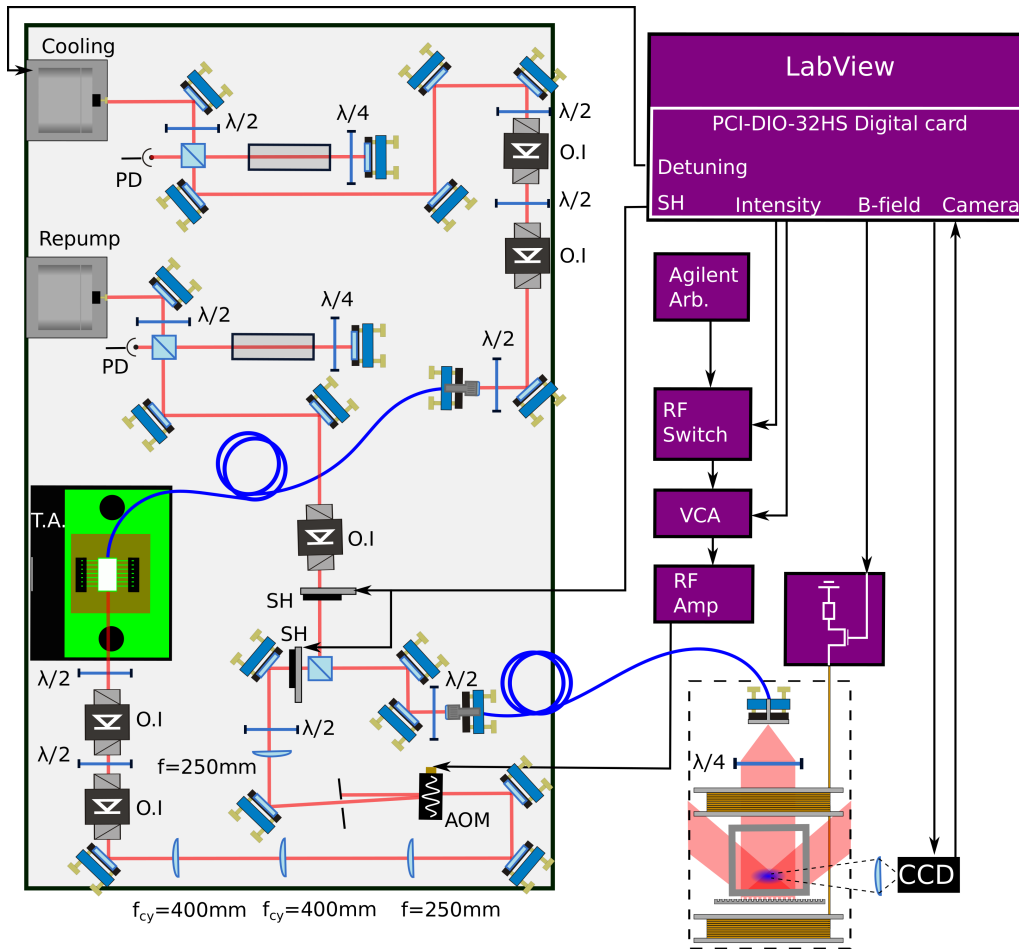 Cooling
λ/2
λ/4
PD
λ/2
O.I
λ/2
O.I
Repump
λ/2
λ/4
PD
λ/2
T.A.
O.I
SH
SH
λ/2
O.I
λ/2
O.I
λ/2
λ/2
f=250mm
AOM
f_cy=400mm
f_cy=400mm
f=250mm
LabView
PCI-DIO-32HS Digital card
Detuning
SH
Intensity
B-field
Camera
Agilent
Arb.
RF
Switch
VCA
RF
Amp
λ/4
CCD